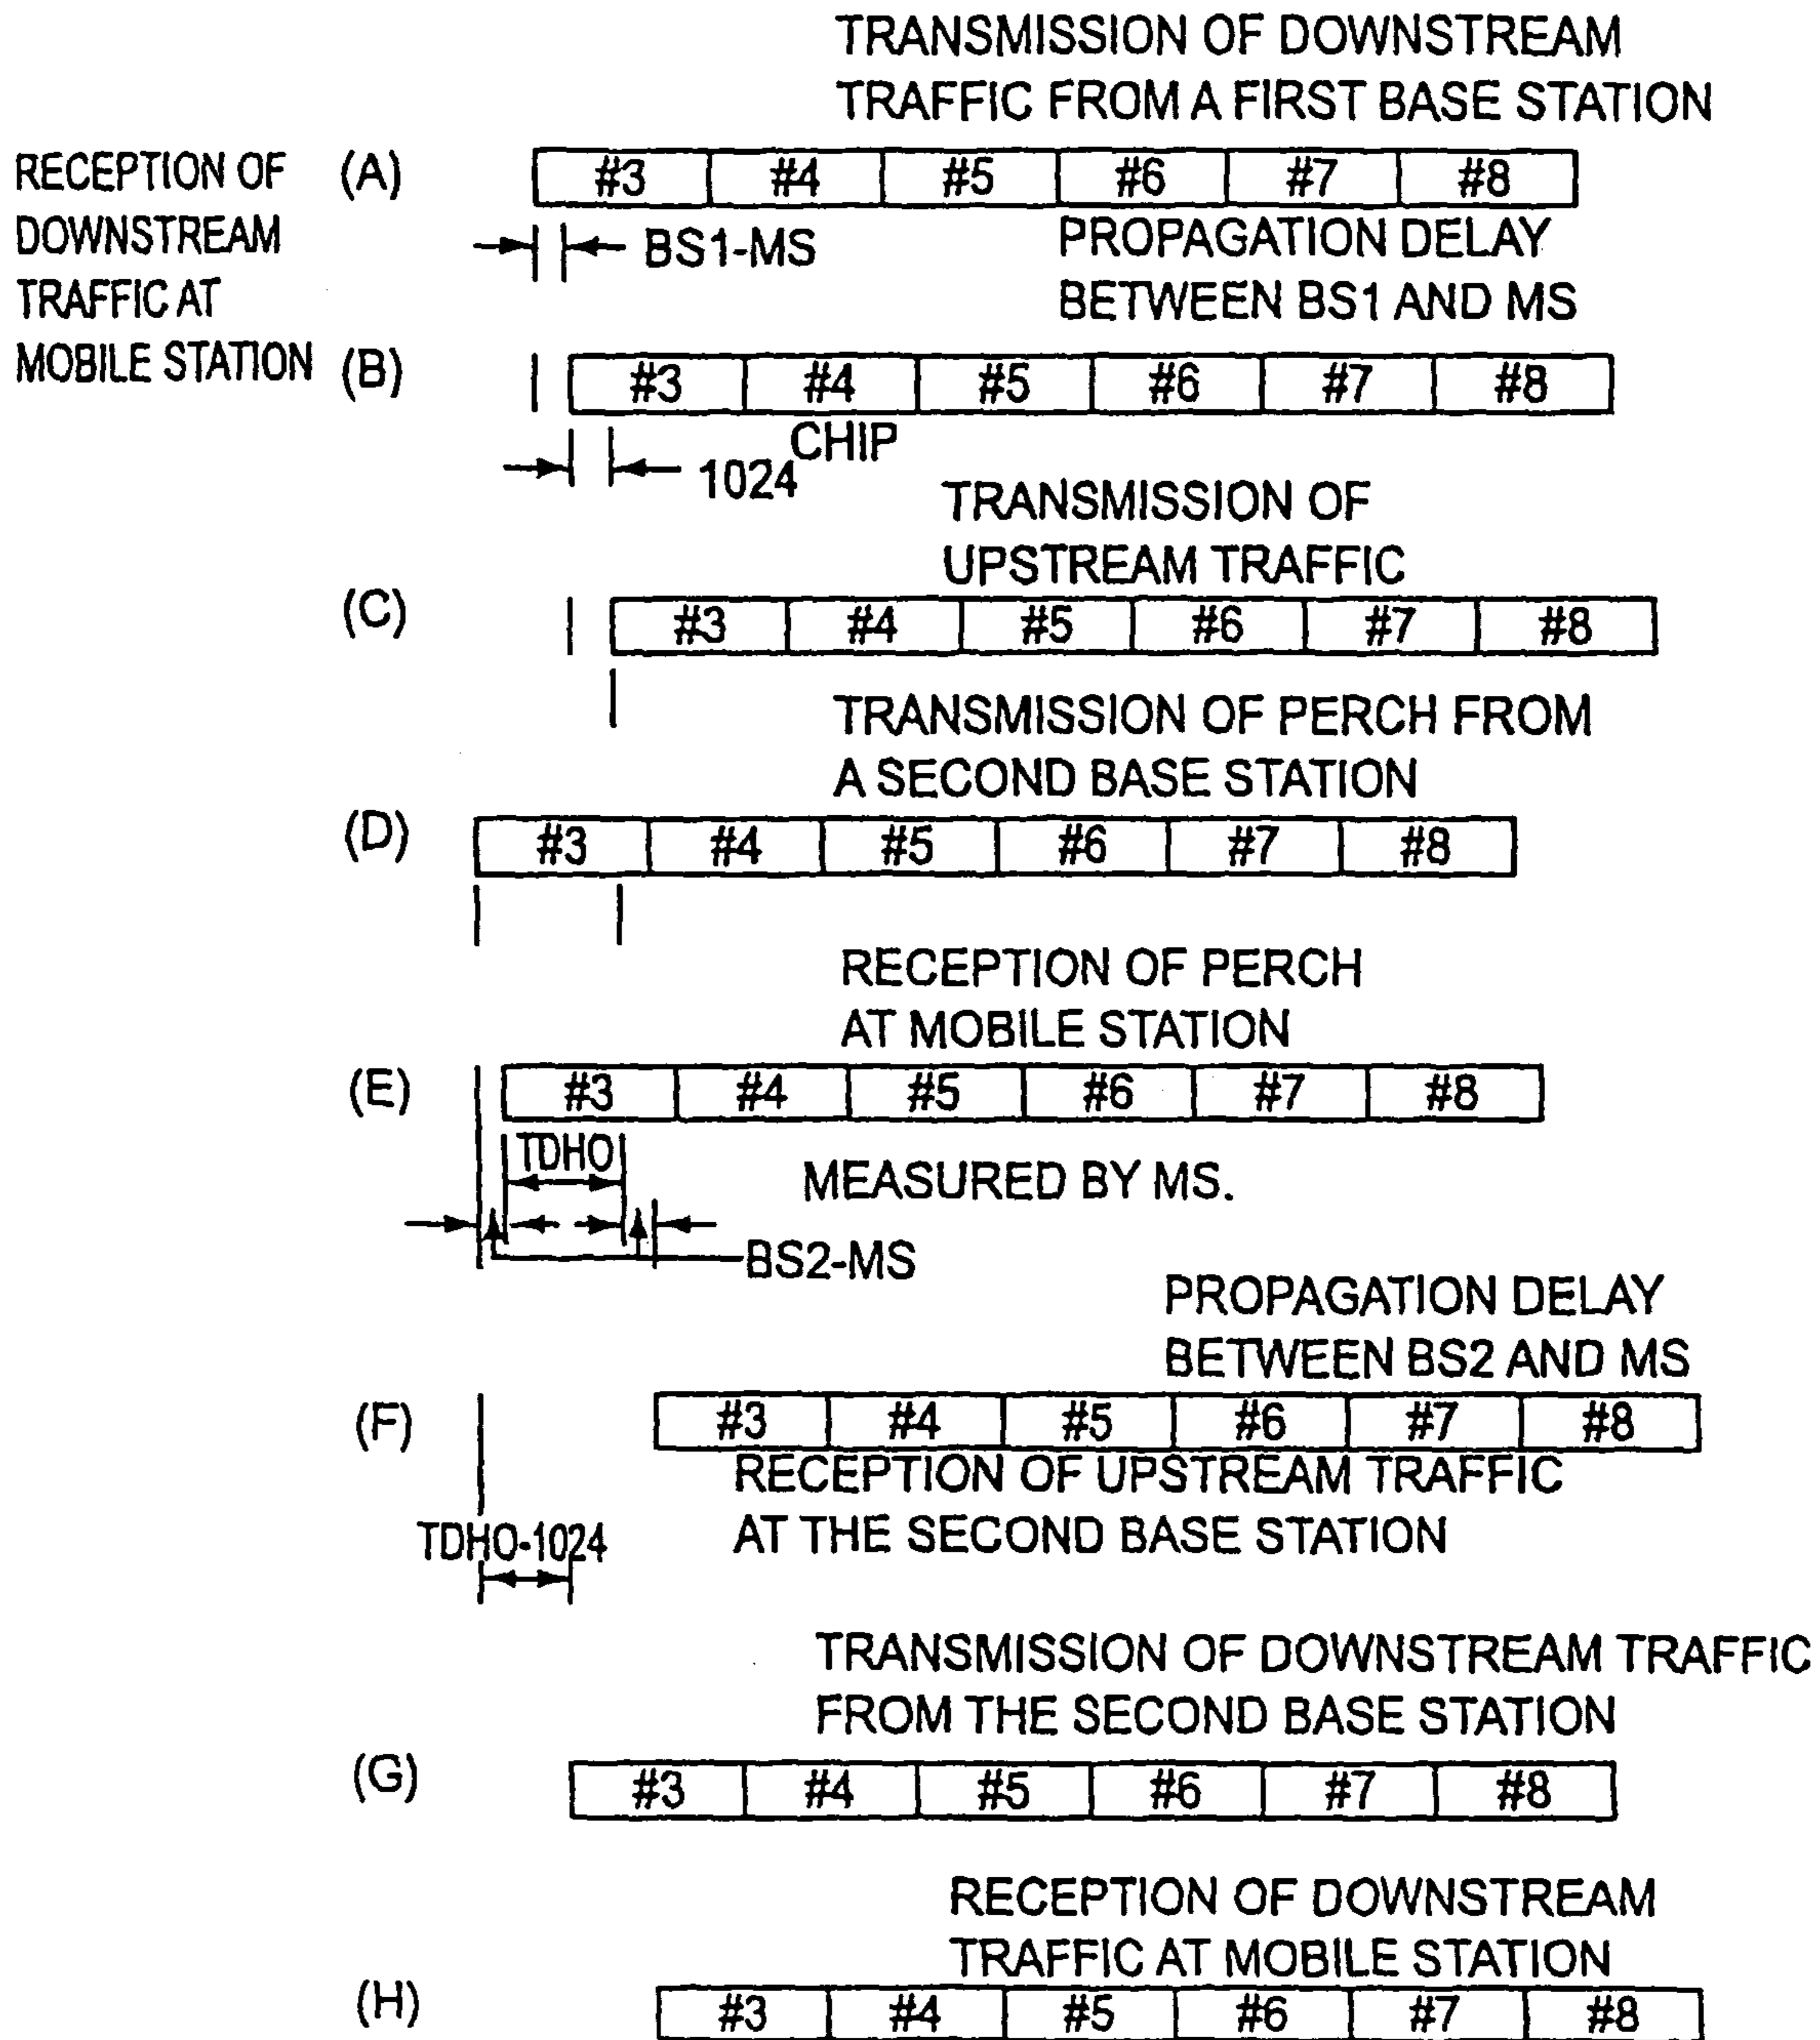 TRANSMISSION OF DOWNSTREAM
TRAFFIC FROM A FIRST BASE STATION
RECEPTION OF
DOWNSTREAM
TRAFFIC AT
MOBILE STATION
(A)
#3 #4 #5 #6 #7 #8
BS1-MS
PROPAGATION DELAY
BETWEEN BS1 AND MS
(B)
#3 #4 #5 #6 #7 #8
1024 CHIP
TRANSMISSION OF
UPSTREAM TRAFFIC
(C)
#3 #4 #5 #6 #7 #8
TRANSMISSION OF PERCH FROM
A SECOND BASE STATION
(D)
#3 #4 #5 #6 #7 #8
RECEPTION OF PERCH
AT MOBILE STATION
(E)
#3 #4 #5 #6 #7 #8
TDHO
MEASURED BY MS.
BS2-MS
PROPAGATION DELAY
BETWEEN BS2 AND MS
(F)
#3 #4 #5 #6 #7 #8
RECEPTION OF UPSTREAM TRAFFIC
AT THE SECOND BASE STATION
TDHO-1024
TRANSMISSION OF DOWNSTREAM TRAFFIC
FROM THE SECOND BASE STATION
(G)
#3 #4 #5 #6 #7 #8
RECEPTION OF DOWNSTREAM
TRAFFIC AT MOBILE STATION
(H)
#3 #4 #5 #6 #7 #8